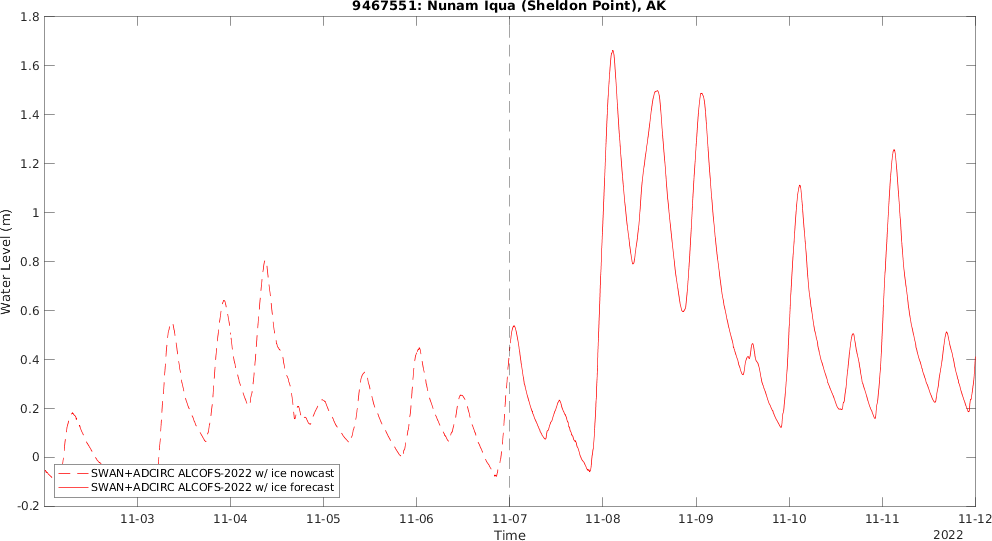 9467551: Nunam Iqua (Sheldon Point), AK
Water Level (m)
1.8
1.6
1.4
1.2
1
0.8
0.6
0.4
0.2
0
-0.2
SWAN+ADCIRC ALCOFS-2022 w/ ice nowcast
SWAN+ADCIRC ALCOFS-2022 w/ ice forecast
11-03 11-04 11-05 11-06 11-07 11-08 11-09 11-10 11-11 11-12
Time
2022